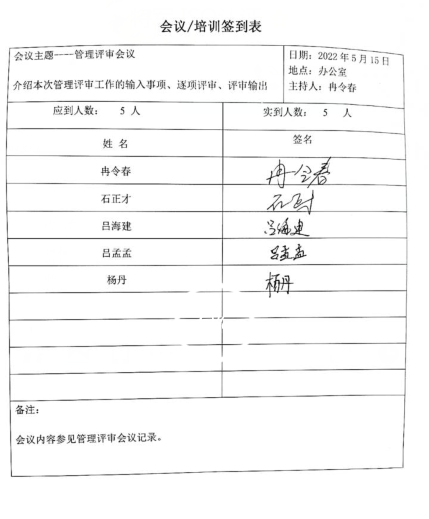 会议/培训签到表
会议主题——管理评审会议
介绍本次管理评审工作的输入事项、逐项评审、评审输出
日期：2022年5月15日
地点：办公室
主持人：冉令春
应到人数： 5 人
实到人数： 5 人
姓 名
签名
冉令春
冉令春
石正才
吕海建
吕海建
吕孟孟
吕孟孟
杨丹
杨丹
备注：
会议内容参见管理评审会议记录。